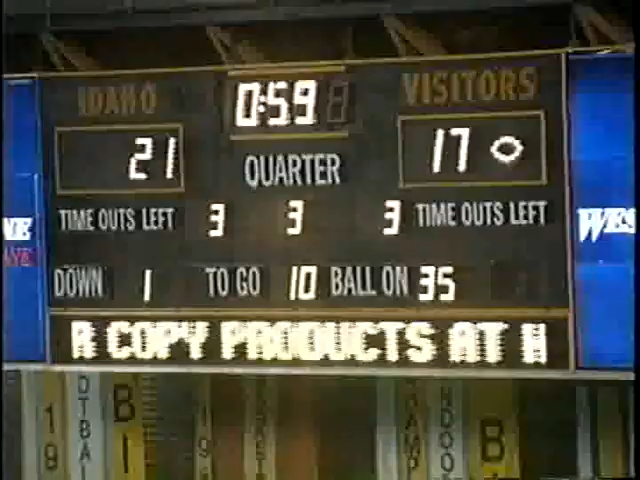 IDAHO 0:59 VISITORS
21 QUARTER 17
TIME OUTS LEFT 3 3 3 TIME OUTS LEFT
DOWN 1 TO GO 10 BALL ON 35
R COPY PRODUCTS AT H
WES
B
B